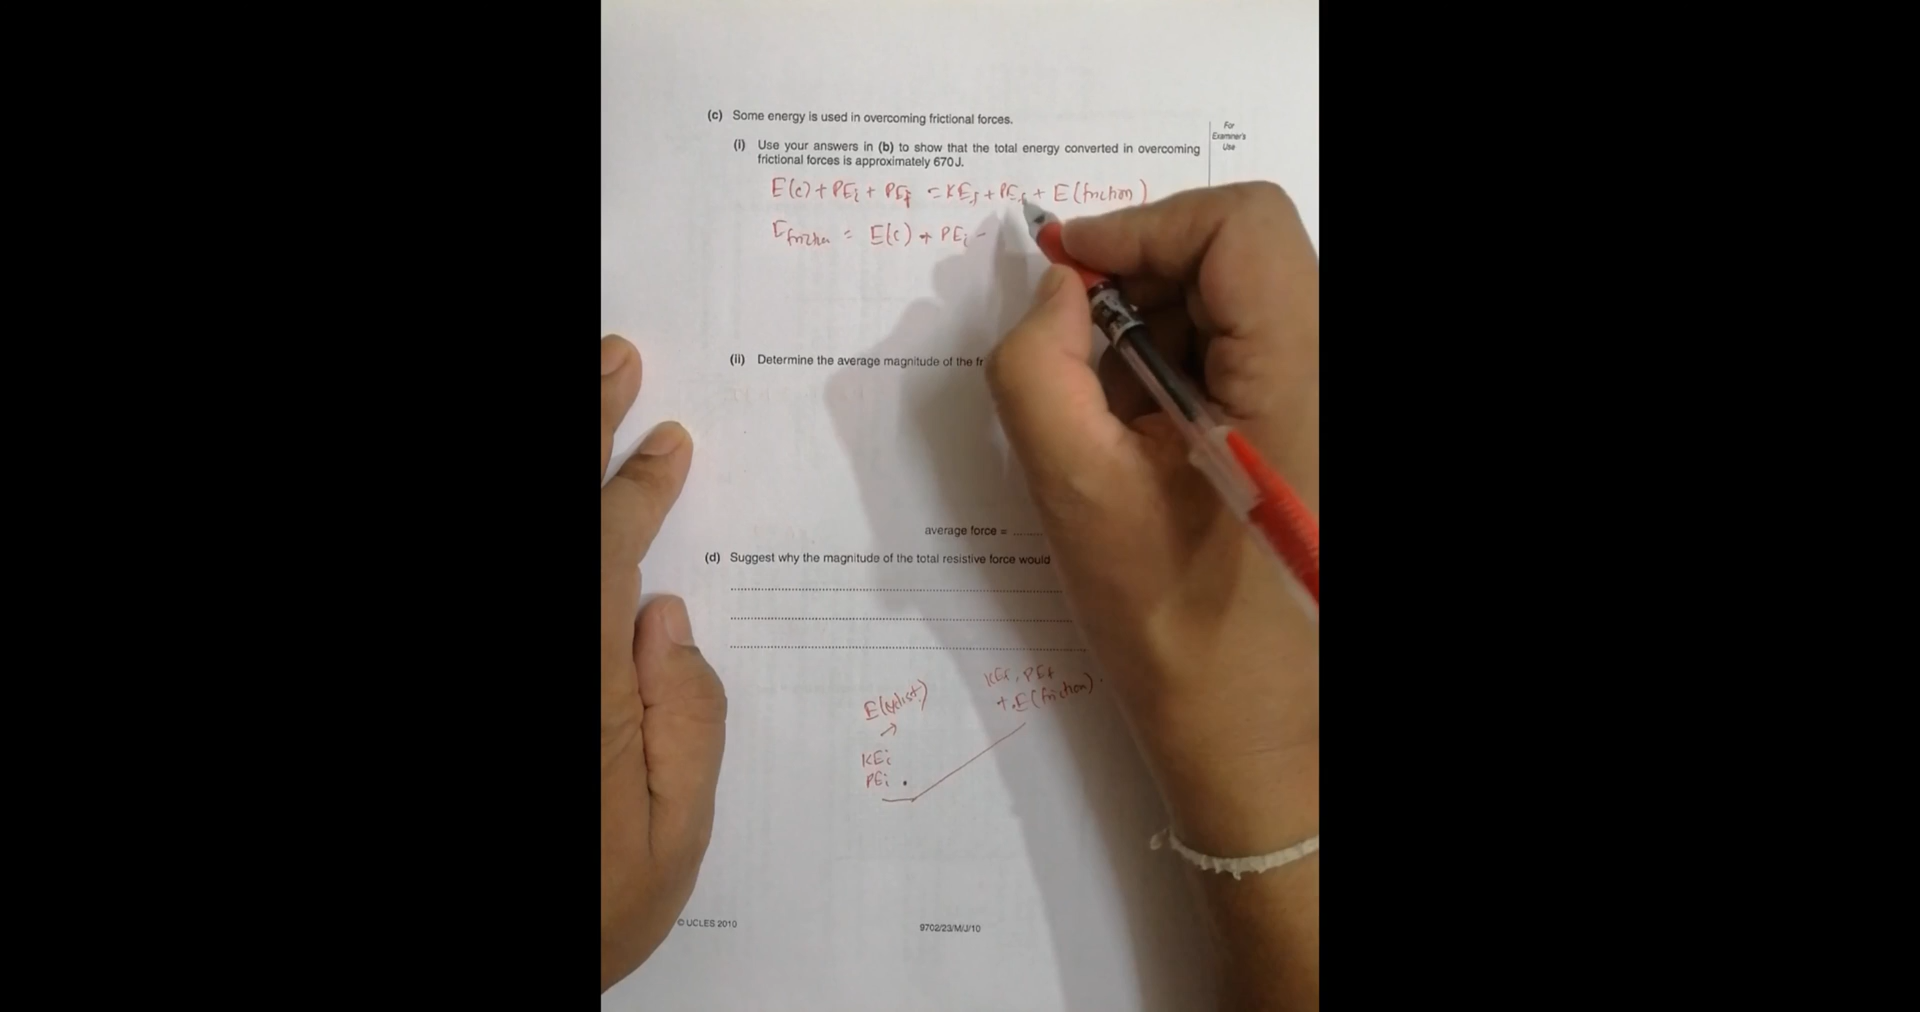 (c) Some energy is used in overcoming frictional forces.
For
Examiner's
Use
(i) Use your answers in (b) to show that the total energy converted in overcoming
frictional forces is approximately 670J.
E(c) + PEi + PEf = KEf + PEf + E(friction)
Efriction = E(c) + PEi -
(ii) Determine the average magnitude of the fr
average force = ........
(d) Suggest why the magnitude of the total resistive force would
E(cyclist)
→
KEi
PEi .
KEf, PEf
+ E(friction).
© UCLES 2010
9702/23/M/J/10